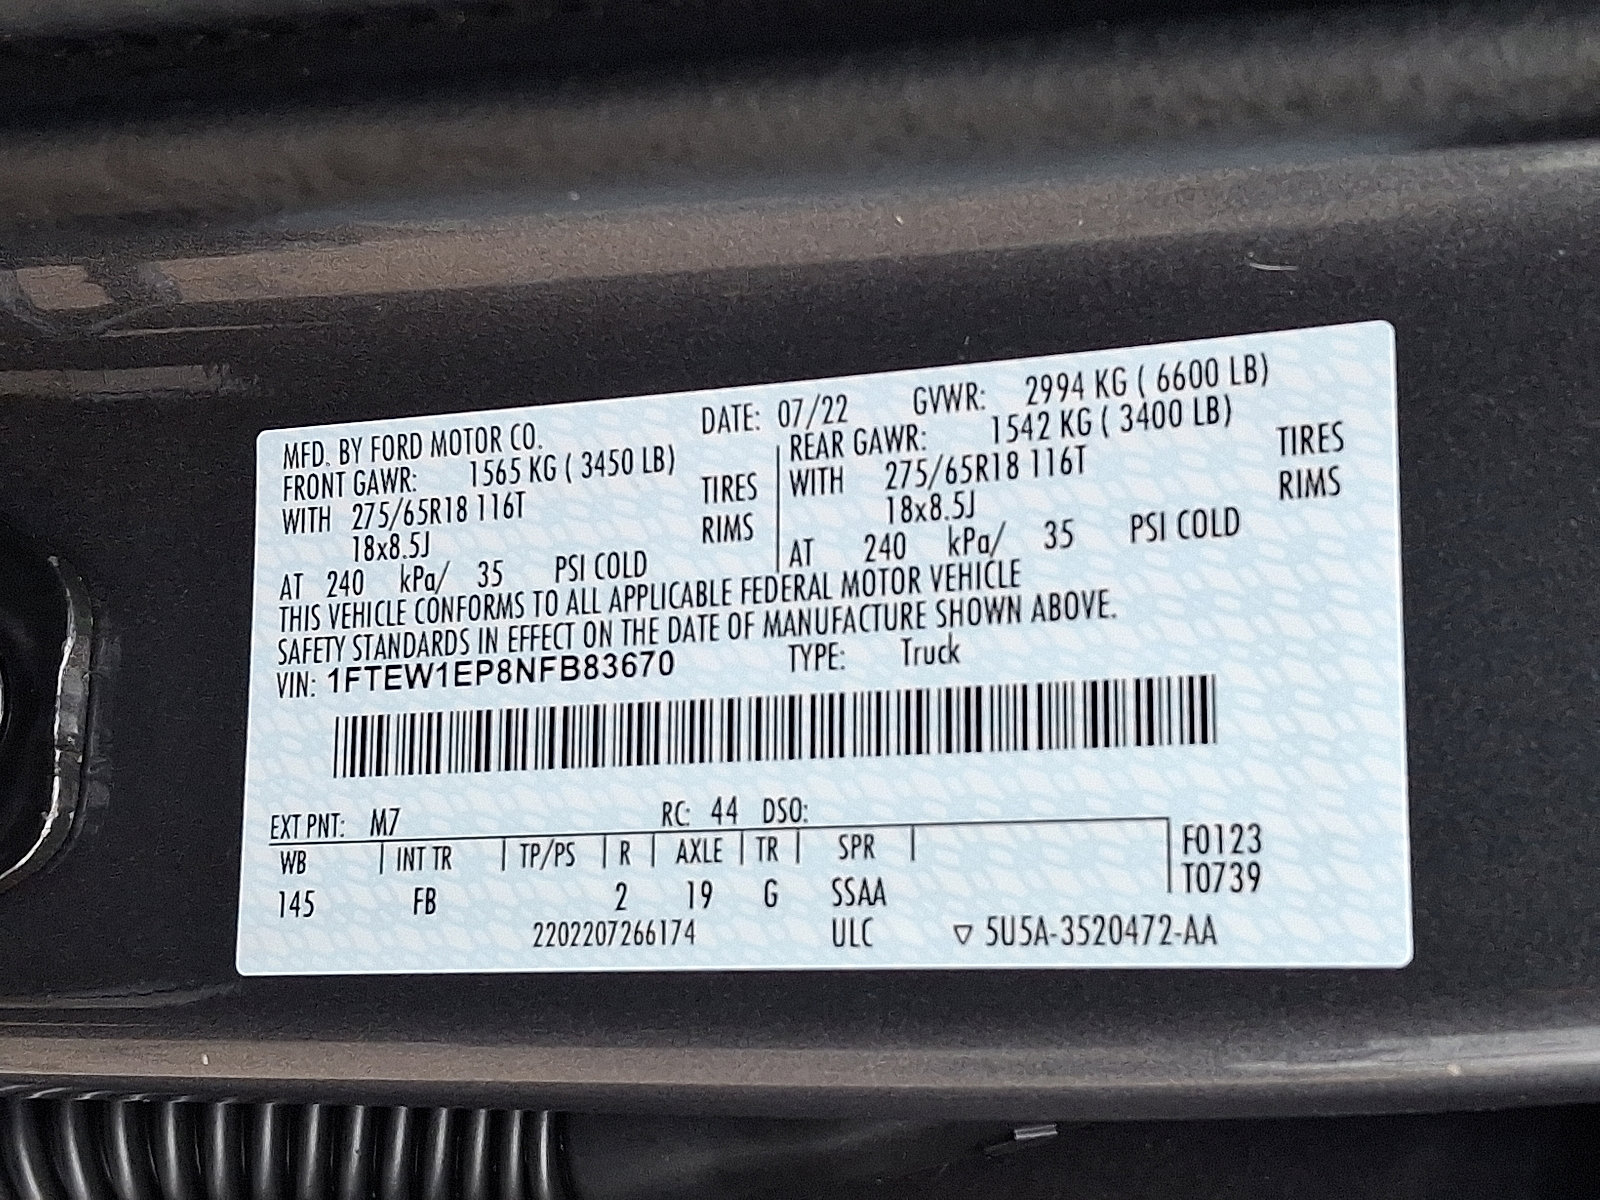 MFD. BY FORD MOTOR CO. DATE: 07/22 GVWR: 2994 KG ( 6600 LB)
FRONT GAWR: 1565 KG ( 3450 LB) REAR GAWR: 1542 KG ( 3400 LB)
WITH 275/65R18 116T TIRES WITH 275/65R18 116T TIRES
18x8.5J RIMS 18x8.5J RIMS
AT 240 kPa/ 35 PSI COLD AT 240 kPa/ 35 PSI COLD
THIS VEHICLE CONFORMS TO ALL APPLICABLE FEDERAL MOTOR VEHICLE
SAFETY STANDARDS IN EFFECT ON THE DATE OF MANUFACTURE SHOWN ABOVE.
VIN: 1FTEW1EP8NFB83670 TYPE: Truck
EXT PNT: M7 RC: 44 DSO:
WB INT TR TP/PS R AXLE TR SPR F0123
145 FB 2 19 G SSAA T0739
2202207266174 ULC ▽ 5U5A-3520472-AA